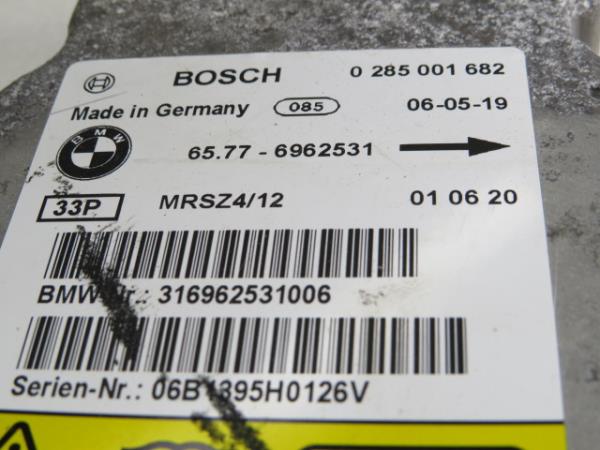 BOSCH 0 285 001 682
Made in Germany 085 06-05-19
BMW 65.77 - 6962531
33P MRSZ4/12 01 06 20
BMW-Nr.: 316962531006
Serien-Nr.: 06B1395H0126V